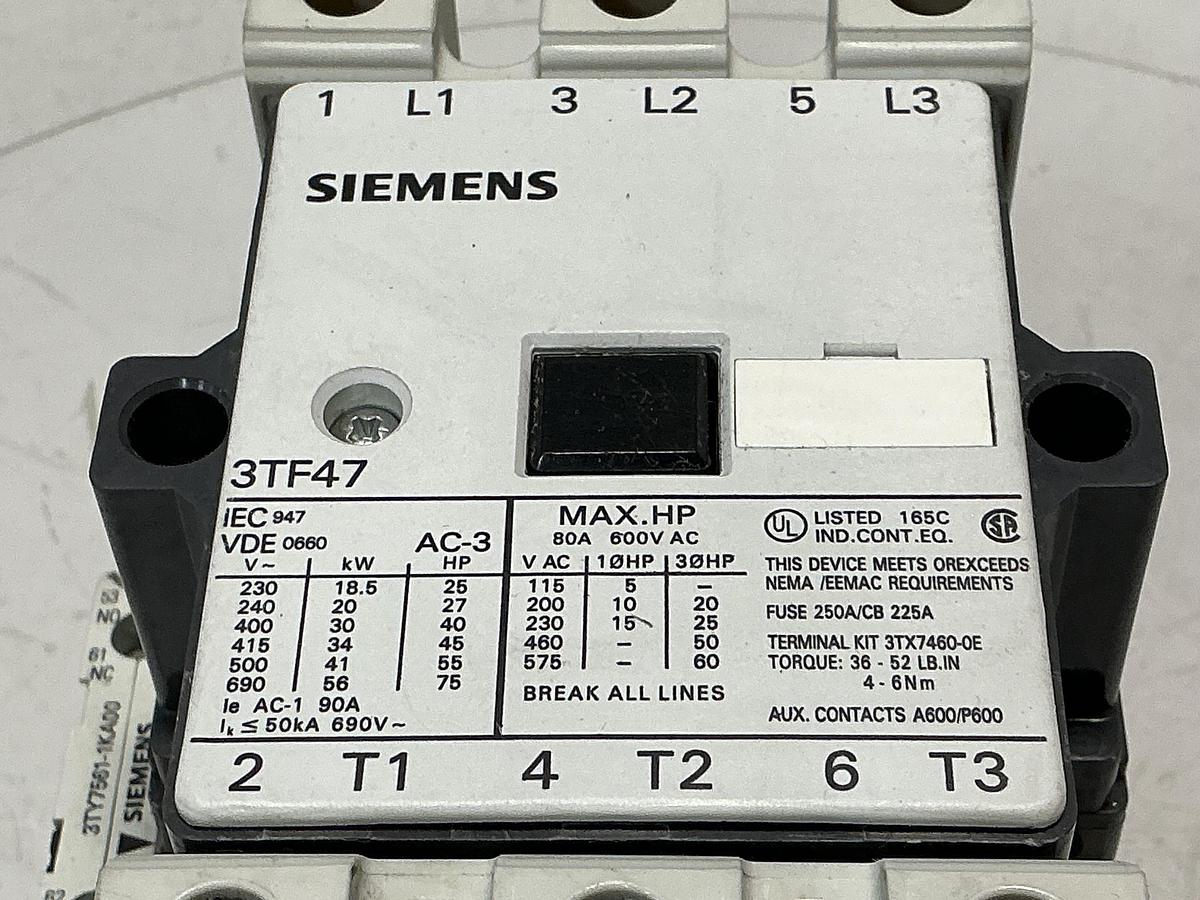 1 L1 3 L2 5 L3
SIEMENS
3TF47
IEC 947
VDE 0660 AC-3
V~ kW HP
230 18.5 25
240 20 27
400 30 40
415 34 45
500 41 55
690 56 75
Ie AC-1 90A
Ik ≤ 50kA 690V~
MAX.HP
80A 600V AC
V AC 1ØHP 3ØHP
115 5 –
200 10 20
230 15 25
460 – 50
575 – 60
BREAK ALL LINES
UL LISTED 165C
IND.CONT.EQ.
SA
THIS DEVICE MEETS OREXCEEDS
NEMA /EEMAC REQUIREMENTS
FUSE 250A/CB 225A
TERMINAL KIT 3TX7460-0E
TORQUE: 36 - 52 LB.IN
4 - 6Nm
AUX. CONTACTS A600/P600
2 T1 4 T2 6 T3
83
NO
61
NC
3TY7561-1KA00
SIEMENS
62